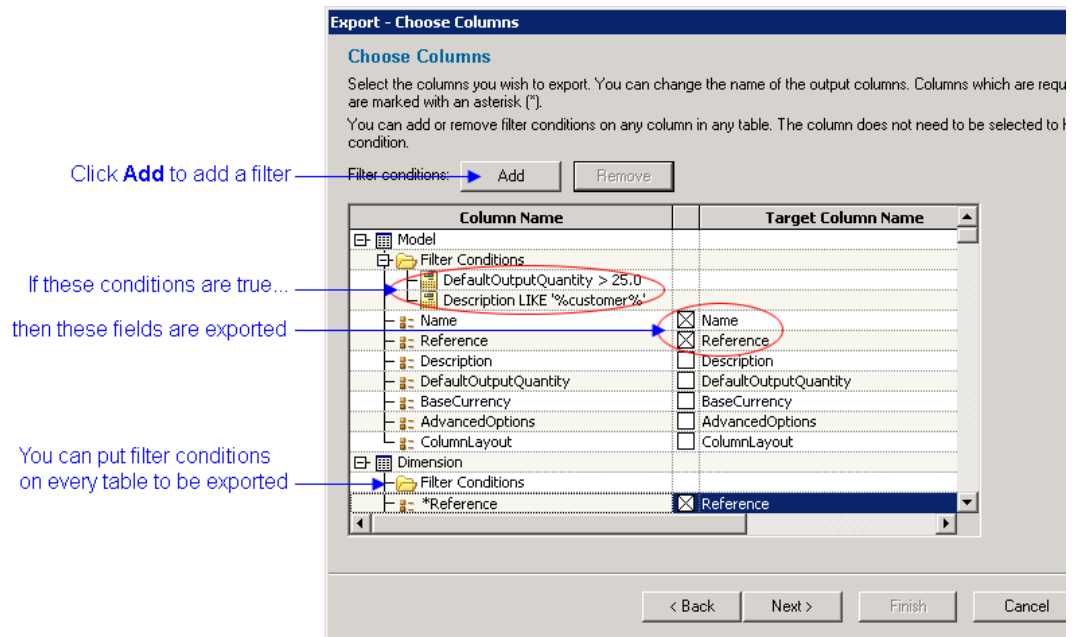 Export - Choose Columns
Choose Columns
Select the columns you wish to export. You can change the name of the output columns. Columns which are requ
are marked with an asterisk (*).
You can add or remove filter conditions on any column in any table. The column does not need to be selected to
condition.
Click Add to add a filter
Filter conditions: Add Remove
Column Name Target Column Name
Model
Filter Conditions
If these conditions are true...
DefaultOutputQuantity > 25.0
Description LIKE '%customer%'
then these fields are exported
Name Name
Reference Reference
Description Description
DefaultOutputQuantity DefaultOutputQuantity
BaseCurrency BaseCurrency
AdvancedOptions AdvancedOptions
ColumnLayout ColumnLayout
You can put filter conditions
on every table to be exported
Dimension
Filter Conditions
*Reference Reference
< Back Next > Finish Cancel